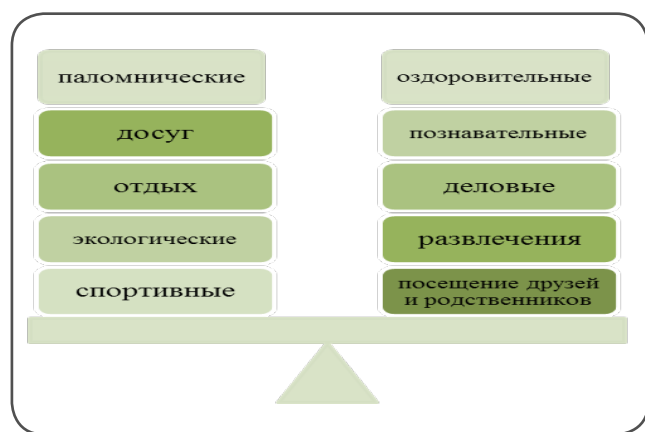 паломнические
досуг
отдых
экологические
спортивные
оздоровительные
познавательные
деловые
развлечения
посещение друзей
и родственников